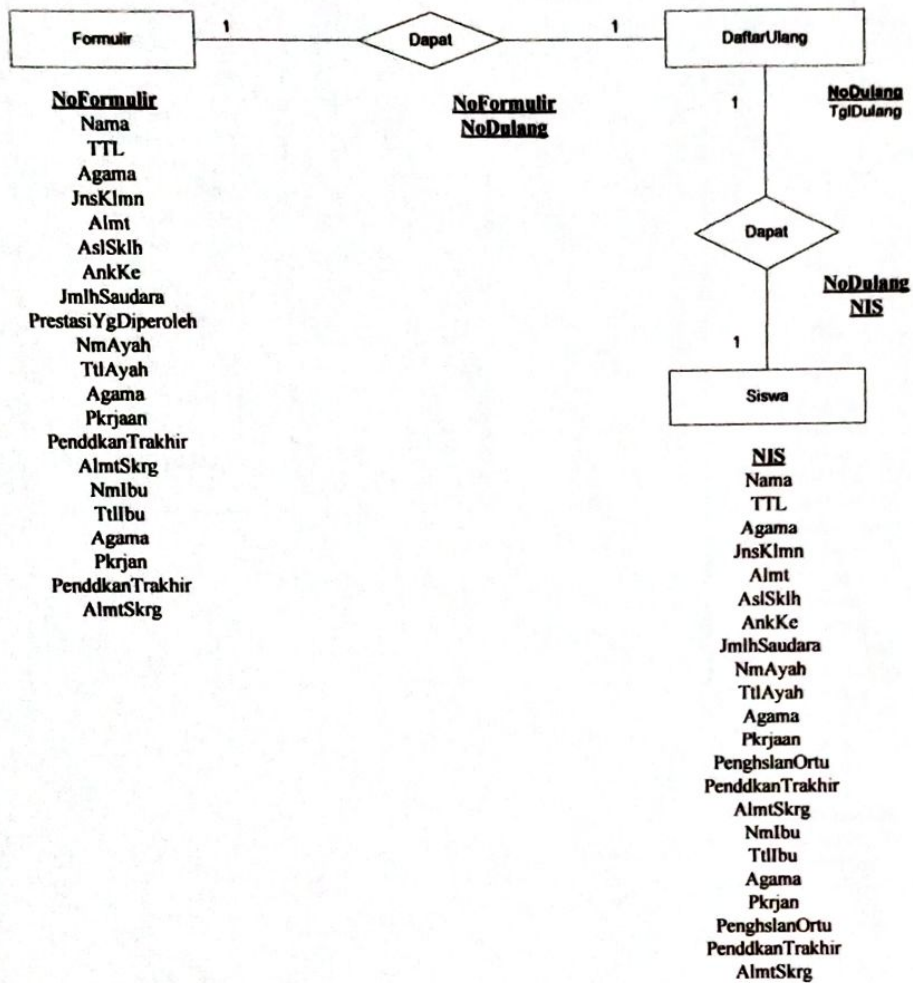 Formulir
1
Dapat
1
DaftarUlang
NoFormulir
Nama
TTL
Agama
JnsKlmn
Almt
AslSklh
AnkKe
JmlhSaudara
PrestasiYgDiperoleh
NmAyah
TtlAyah
Agama
Pkrjaan
PenddkanTrakhir
AlmtSkrg
NmIbu
TtlIbu
Agama
Pkrjan
PenddkanTrakhir
AlmtSkrg
NoFormulir
NoDulang
1
NoDulang
TglDulang
Dapat
NoDulang
NIS
1
Siswa
NIS
Nama
TTL
Agama
JnsKlmn
Almt
AslSklh
AnkKe
JmlhSaudara
NmAyah
TtlAyah
Agama
Pkrjaan
PenghslanOrtu
PenddkanTrakhir
AlmtSkrg
NmIbu
TtlIbu
Agama
Pkrjan
PenghslanOrtu
PenddkanTrakhir
AlmtSkrg